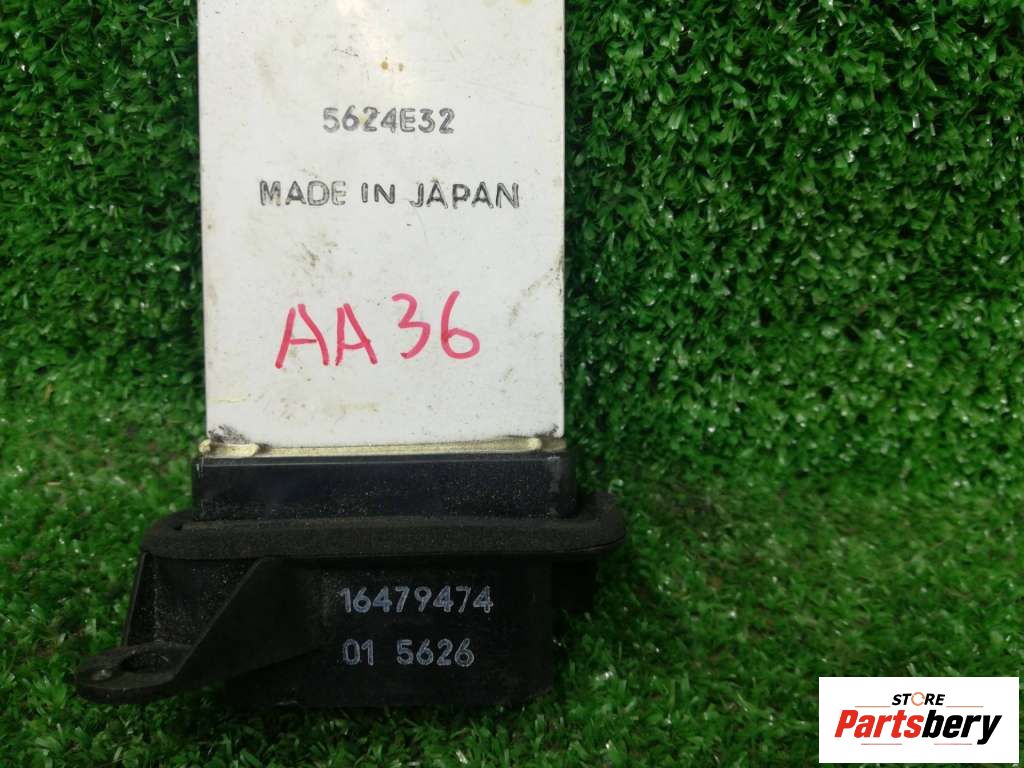 5624E32
MADE IN JAPAN
AA36
16479474
01 5626
STORE
Partsbery